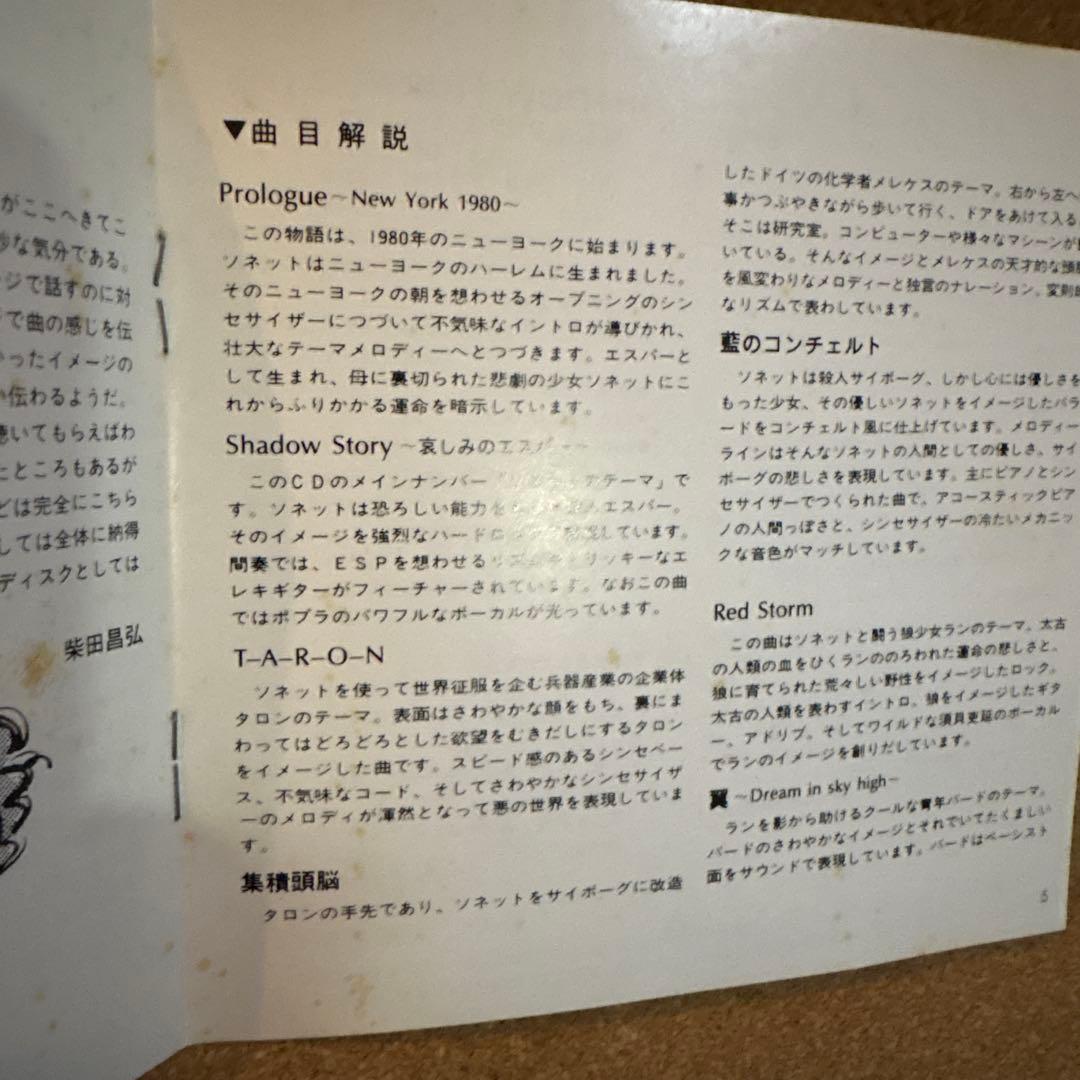 がここへきてこ
妙な気分である。
ージで話すのに対
で曲の感じを伝
かったイメージの
伝わるようだ。
聴いてもらえばわ
たところもあるが
どは完全にこちら
しては全体に納得
ディスクとしては
柴田昌弘
▼曲目解説
Prologue～New York 1980～
この物語は、1980年のニューヨークに始まります。
ソネットはニューヨークのハーレムに生まれました。
そのニューヨークの朝を想わせるオープニングのシン
セサイザーにつづいて不気味なイントロが導びかれ、
壮大なテーマメロディーへとつづきます。エスパーと
して生まれ、母に裏切られた悲劇の少女ソネットにこ
れからふりかかる運命を暗示しています。
Shadow Story ～哀しみのエスパー～
このCDのメインナンバー テーマ」で
す。ソネットは恐ろしい能力を エスパー。
そのイメージを強烈なハードロック しています。
間奏では、ESPを想わせる リッキーなエ
レキギターがフィーチャーされています。なおこの曲
ではポプラのパワフルなボーカルが光っています。
T–A–R–O–N
ソネットを使って世界征服を企む兵器産業の企業体
タロンのテーマ。表面はさわやかな顔をもち、裏にま
わってはどろどろとした欲望をむきだしにするタロン
をイメージした曲です。スピード感のあるシンセベー
ス、不気味なコード、そしてさわやかなシンセサイザ
ーのメロディが渾然となって悪の世界を表現していま
す。
集積頭脳
タロンの手先であり、ソネットをサイボーグに改造
したドイツの化学者メレケスのテーマ。右から左へ
事かつぶやきながら歩いて行く、ドアをあけて入る
そこは研究室。コンピューターや様々なマシーンが
いている。そんなイメージとメレケスの天才的な頭
を風変わりなメロディーと独言のナレーション、変則
なリズムで表わしています。
藍のコンチェルト
ソネットは殺人サイボーグ、しかし心には優しさを
もった少女、その優しいソネットをイメージしたバラ
ードをコンチェルト風に仕上げています。メロディー
ラインはそんなソネットの人間としての優しさ、サイ
ボーグの悲しさを表現しています。主にピアノとシン
セサイザーでつくられた曲で、アコースティックピア
ノの人間っぽさと、シンセサイザーの冷たいメカニッ
クな音色がマッチしています。
Red Storm
この曲はソネットと闘う狼少女ランのテーマ。太古
の人類の血をひくランののろわれた運命の悲しさと、
狼に育てられた荒々しい野性をイメージしたロック。
太古の人類を表わすイントロ、狼をイメージしたギタ
ー、アドリブ。そしてワイルドな須貝恵延のボーカル
でランのイメージを創りだしています。
翼 ～Dream in sky high～
ランを影から助けるクールな青年バードのテーマ。
バードのさわやかなイメージとそれでいてたくましい
面をサウンドで表現しています。バードはベーシスト
5